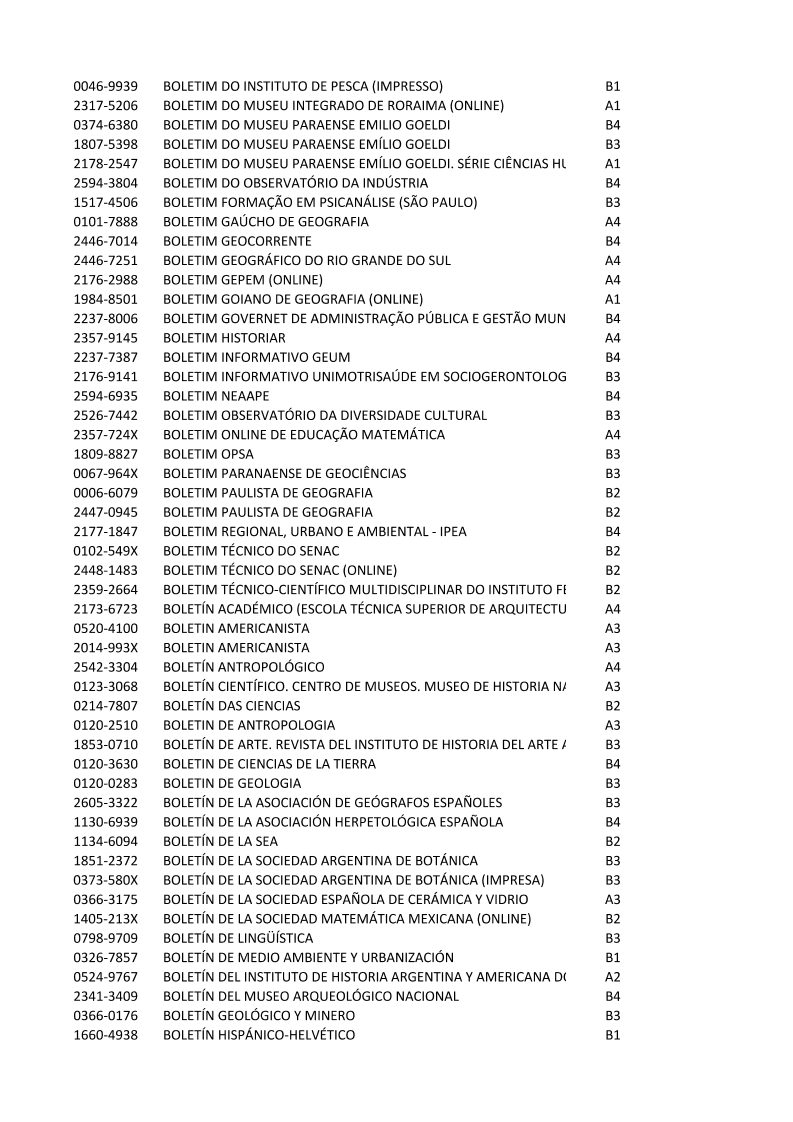 0046-9939 BOLETIM DO INSTITUTO DE PESCA (IMPRESSO) B1
2317-5206 BOLETIM DO MUSEU INTEGRADO DE RORAIMA (ONLINE) A1
0374-6380 BOLETIM DO MUSEU PARAENSE EMILIO GOELDI B4
1807-5398 BOLETIM DO MUSEU PARAENSE EMÍLIO GOELDI B3
2178-2547 BOLETIM DO MUSEU PARAENSE EMÍLIO GOELDI. SÉRIE CIÊNCIAS HU A1
2594-3804 BOLETIM DO OBSERVATÓRIO DA INDÚSTRIA B4
1517-4506 BOLETIM FORMAÇÃO EM PSICANÁLISE (SÃO PAULO) B3
0101-7888 BOLETIM GAÚCHO DE GEOGRAFIA A4
2446-7014 BOLETIM GEOCORRENTE B4
2446-7251 BOLETIM GEOGRÁFICO DO RIO GRANDE DO SUL A4
2176-2988 BOLETIM GEPEM (ONLINE) A4
1984-8501 BOLETIM GOIANO DE GEOGRAFIA (ONLINE) A1
2237-8006 BOLETIM GOVERNET DE ADMINISTRAÇÃO PÚBLICA E GESTÃO MUN B4
2357-9145 BOLETIM HISTORIAR A4
2237-7387 BOLETIM INFORMATIVO GEUM B4
2176-9141 BOLETIM INFORMATIVO UNIMOTRISAÚDE EM SOCIOGERONTOLOG B3
2594-6935 BOLETIM NEAAPE B4
2526-7442 BOLETIM OBSERVATÓRIO DA DIVERSIDADE CULTURAL B3
2357-724X BOLETIM ONLINE DE EDUCAÇÃO MATEMÁTICA A4
1809-8827 BOLETIM OPSA B3
0067-964X BOLETIM PARANAENSE DE GEOCIÊNCIAS B3
0006-6079 BOLETIM PAULISTA DE GEOGRAFIA B2
2447-0945 BOLETIM PAULISTA DE GEOGRAFIA B2
2177-1847 BOLETIM REGIONAL, URBANO E AMBIENTAL - IPEA B4
0102-549X BOLETIM TÉCNICO DO SENAC B2
2448-1483 BOLETIM TÉCNICO DO SENAC (ONLINE) B2
2359-2664 BOLETIM TÉCNICO-CIENTÍFICO MULTIDISCIPLINAR DO INSTITUTO FE B2
2173-6723 BOLETÍN ACADÉMICO (ESCOLA TÉCNICA SUPERIOR DE ARQUITECTU A4
0520-4100 BOLETIN AMERICANISTA A3
2014-993X BOLETIN AMERICANISTA A3
2542-3304 BOLETÍN ANTROPOLÓGICO A4
0123-3068 BOLETÍN CIENTÍFICO. CENTRO DE MUSEOS. MUSEO DE HISTORIA NA A3
0214-7807 BOLETÍN DAS CIENCIAS B2
0120-2510 BOLETIN DE ANTROPOLOGIA A3
1853-0710 BOLETÍN DE ARTE. REVISTA DEL INSTITUTO DE HISTORIA DEL ARTE A B3
0120-3630 BOLETIN DE CIENCIAS DE LA TIERRA B4
0120-0283 BOLETIN DE GEOLOGIA B3
2605-3322 BOLETÍN DE LA ASOCIACIÓN DE GEÓGRAFOS ESPAÑOLES B3
1130-6939 BOLETÍN DE LA ASOCIACIÓN HERPETOLÓGICA ESPAÑOLA B4
1134-6094 BOLETÍN DE LA SEA B2
1851-2372 BOLETÍN DE LA SOCIEDAD ARGENTINA DE BOTÁNICA B3
0373-580X BOLETÍN DE LA SOCIEDAD ARGENTINA DE BOTÁNICA (IMPRESA) B3
0366-3175 BOLETÍN DE LA SOCIEDAD ESPAÑOLA DE CERÁMICA Y VIDRIO A3
1405-213X BOLETÍN DE LA SOCIEDAD MATEMÁTICA MEXICANA (ONLINE) B2
0798-9709 BOLETÍN DE LINGÜÍSTICA B3
0326-7857 BOLETÍN DE MEDIO AMBIENTE Y URBANIZACIÓN B1
0524-9767 BOLETÍN DEL INSTITUTO DE HISTORIA ARGENTINA Y AMERICANA DO A2
2341-3409 BOLETÍN DEL MUSEO ARQUEOLÓGICO NACIONAL B4
0366-0176 BOLETÍN GEOLÓGICO Y MINERO B3
1660-4938 BOLETÍN HISPÁNICO-HELVÉTICO B1